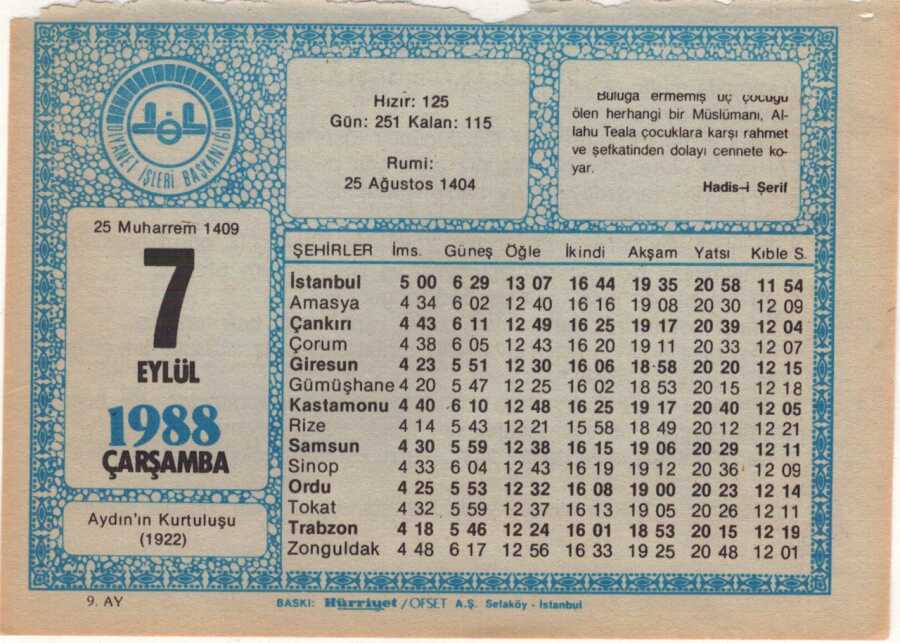 DİYANET İŞLERİ BAŞKANLIĞI
Hızır: 125
Gün: 251 Kalan: 115
Rumi:
25 Ağustos 1404
Buluga ermemiş üç çocuğu
ölen herhangi bir Müslümanı, Al-
lahu Teala çocuklara karşı rahmet
ve şefkatinden dolayı cennete ko-
yar.
Hadis-i Şerif
25 Muharrem 1409
7
EYLÜL
1988
ÇARŞAMBA
Aydın'ın Kurtuluşu
(1922)
ŞEHİRLER İms. Güneş Öğle İkindi Akşam Yatsı Kıble S.
İstanbul 5 00 6 29 13 07 16 44 19 35 20 58 11 54
Amasya 4 34 6 02 12 40 16 16 19 08 20 30 12 09
Çankırı 4 43 6 11 12 49 16 25 19 17 20 39 12 04
Çorum 4 38 6 05 12 43 16 20 19 11 20 33 12 07
Giresun 4 23 5 51 12 30 16 06 18 58 20 20 12 15
Gümüşhane 4 20 5 47 12 25 16 02 18 53 20 15 12 18
Kastamonu 4 40 6 10 12 48 16 25 19 17 20 40 12 05
Rize 4 14 5 43 12 21 15 58 18 49 20 12 12 21
Samsun 4 30 5 59 12 38 16 15 19 06 20 29 12 11
Sinop 4 33 6 04 12 43 16 19 19 12 20 36 12 09
Ordu 4 25 5 53 12 32 16 08 19 00 20 23 12 14
Tokat 4 32 5 59 12 37 16 13 19 05 20 26 12 11
Trabzon 4 18 5 46 12 24 16 01 18 53 20 15 12 19
Zonguldak 4 48 6 17 12 56 16 33 19 25 20 48 12 01
9. AY
BASKI: Hürriyet / OFSET A.Ş. Sefaköy - İstanbul